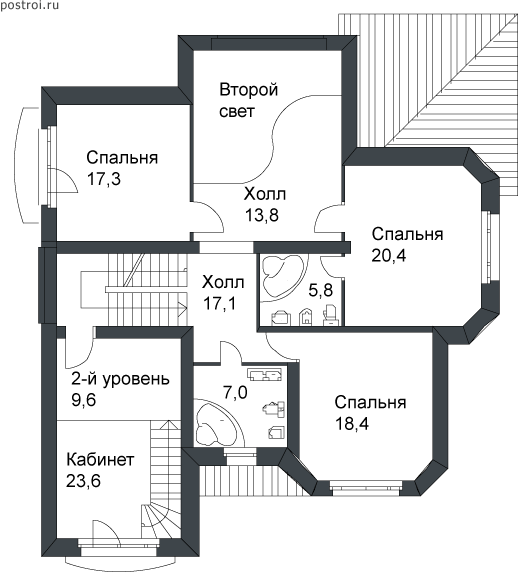 postroi.ru
Второй
свет
Спальня
17,3
Холл
13,8
Спальня
20,4
Холл
17,1
5,8
2-й уровень
9,6
7,0
Спальня
18,4
Кабинет
23,6